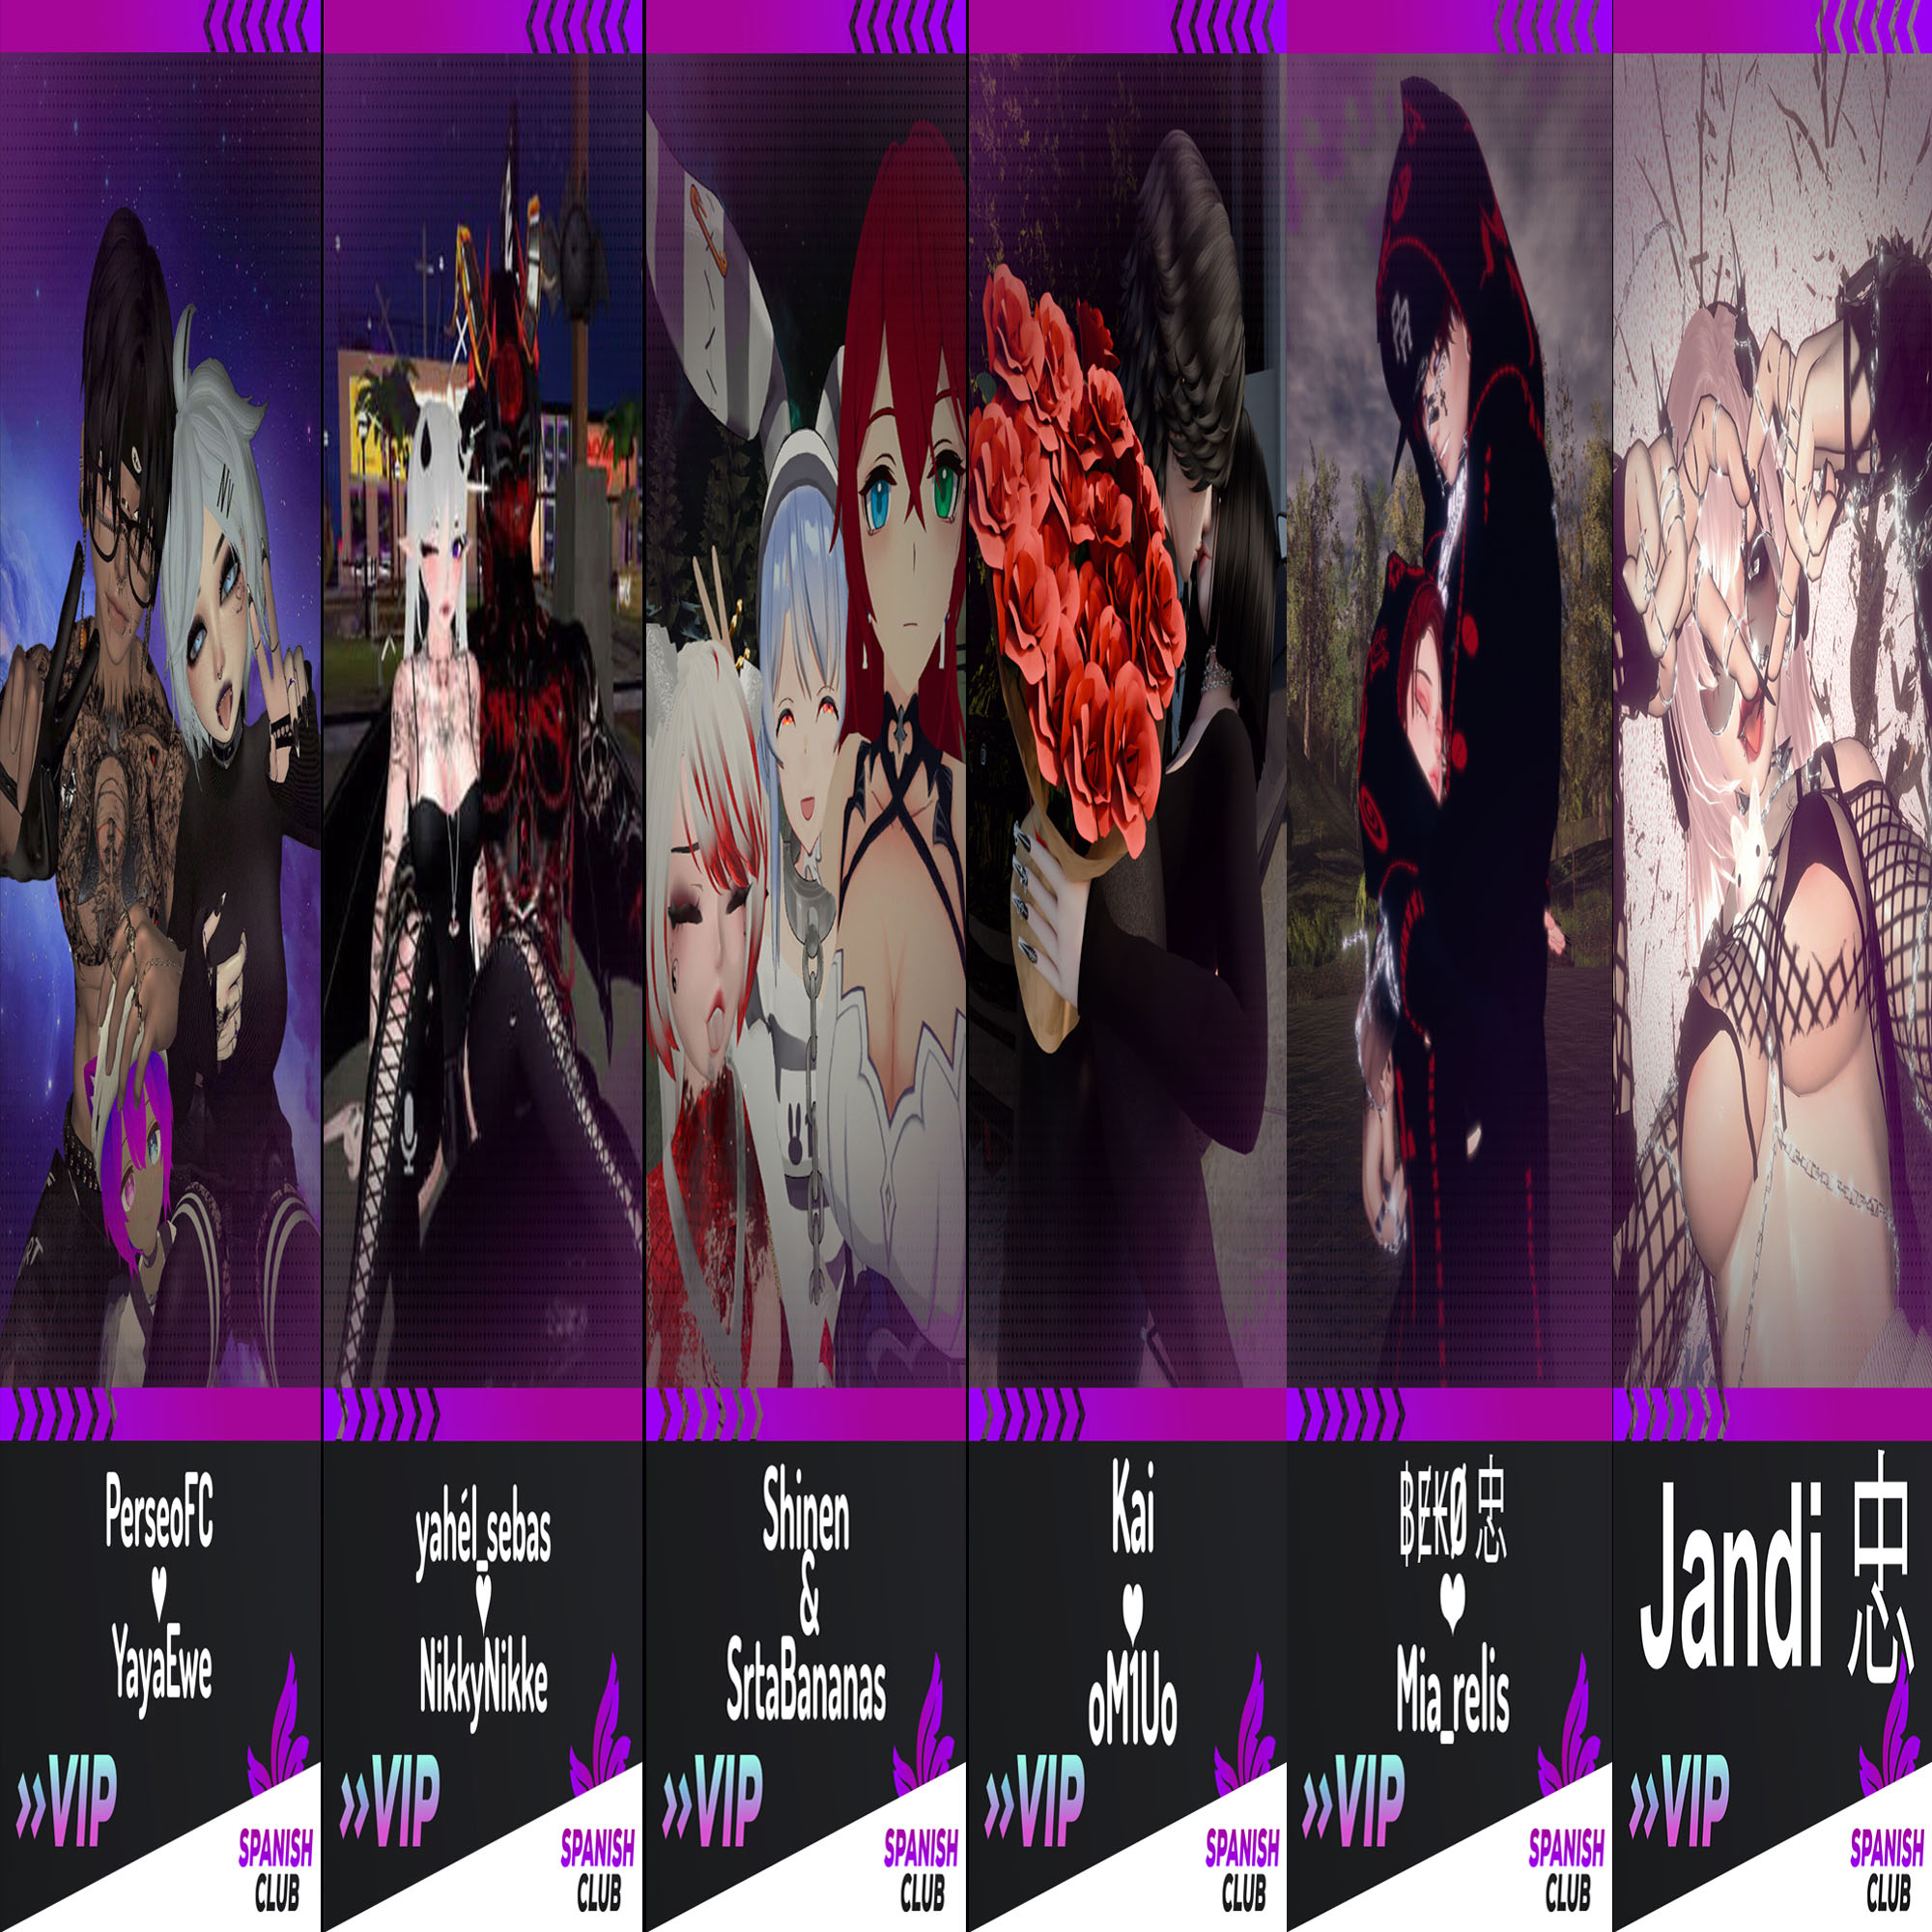 PerseoFC
♥
YayaEwe
»VIP
SPANISH
CLUB
yahél_sebas
♥
NikkyNikke
»VIP
SPANISH
CLUB
Shinen
&
SrtaBananas
»VIP
SPANISH
CLUB
Kai
♥
oM1Uo
»VIP
SPANISH
CLUB
฿ɆꝀØ 忠
♥
Mia_relis
»VIP
SPANISH
CLUB
Jandi 忠
»VIP
SPANISH
CLUB